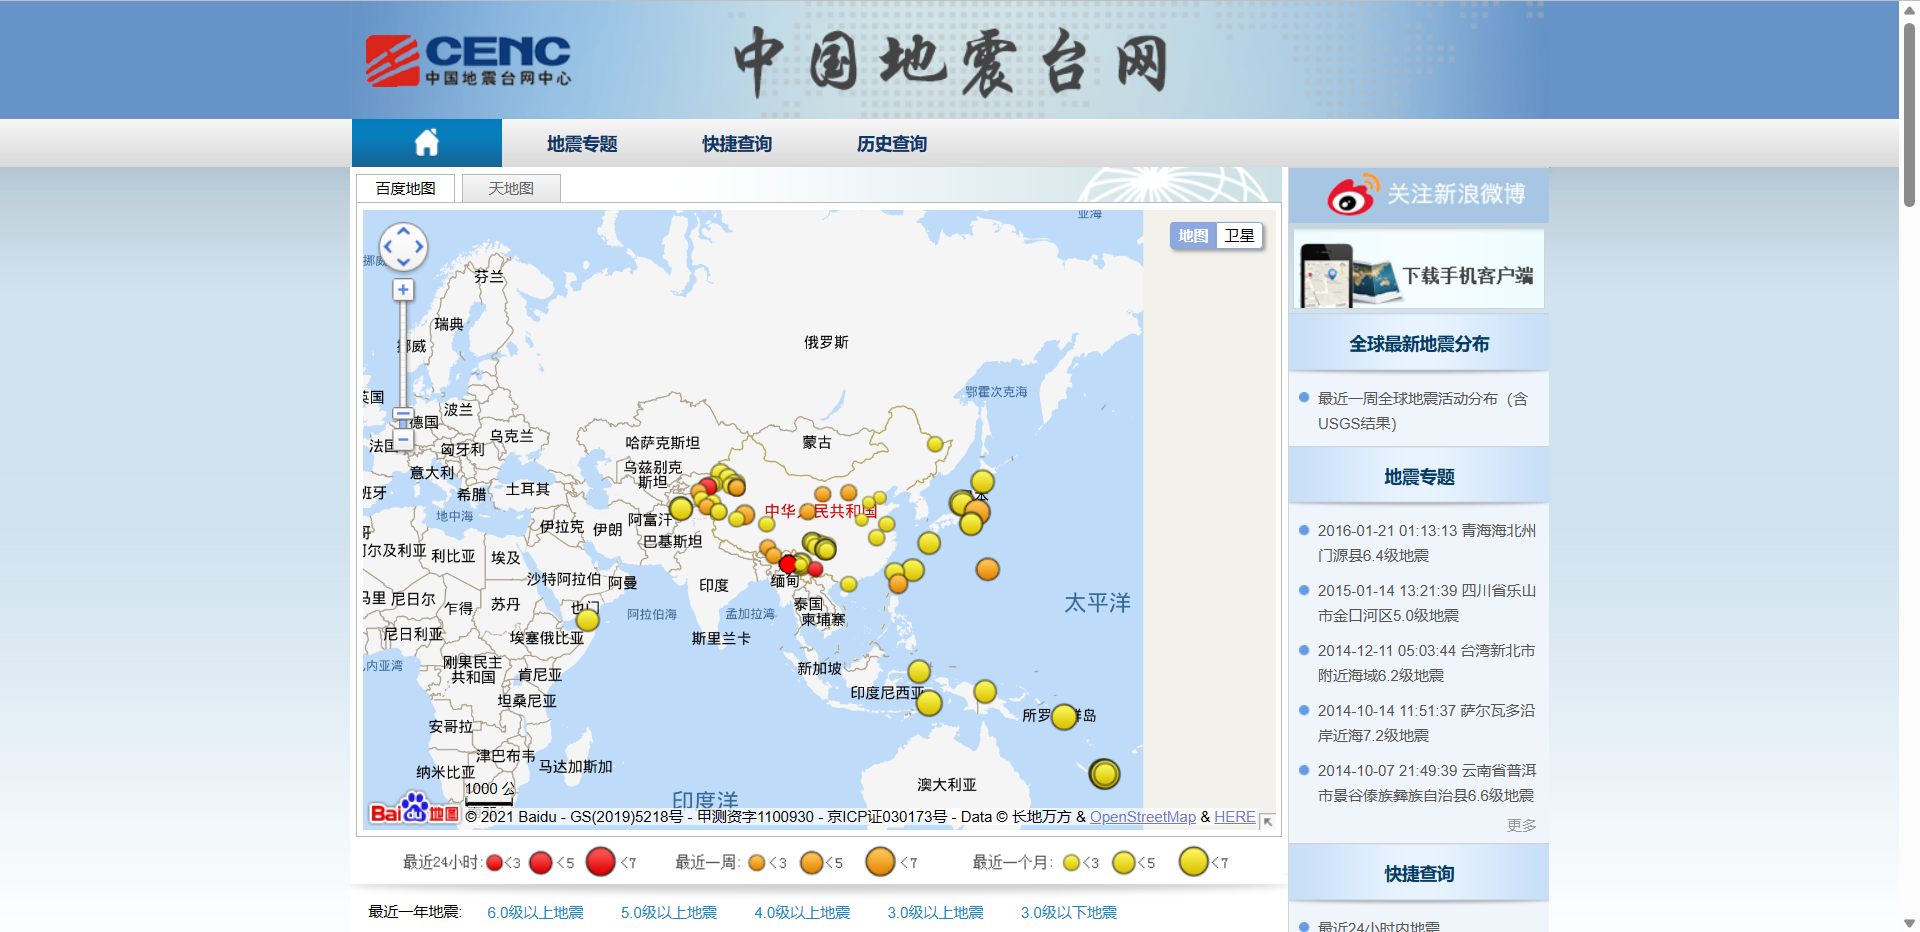 CENC
中国地震台网中心
中国地震台网
地震专题
快捷查询
历史查询
百度地图
天地图
关注新浪微博
下载手机客户端
全球最新地震分布
最近一周全球地震活动分布（含
USGS结果)
地震专题
2016-01-21 01:13:13 青海海北州
门源县6.4级地震
2015-01-14 13:21:39 四川省乐山
市金口河区5.0级地震
2014-12-11 05:03:44 台湾新北市
附近海域6.2级地震
2014-10-14 11:51:37 萨尔瓦多沿
岸近海7.2级地震
2014-10-07 21:49:39 云南省普洱
市景谷傣族彝族自治县6.6级地震
更多
快捷查询
最近24小时内地震
地图
卫星
亚海
芬兰
瑞典
挪威
俄罗斯
鄂霍次克海
英国
波兰
德国
乌克兰
法国
匈牙利
哈萨克斯坦
蒙古
意大利
乌兹别克
斯坦
希腊
土耳其
地中海
中华人民共和国
伊拉克
伊朗
阿富汗
巴基斯坦
利比亚
埃及
沙特阿拉伯
阿曼
印度
缅甸
尼日尔
乍得
苏丹
也门
阿拉伯海
孟加拉湾
泰国
柬埔寨
太平洋
尼日利亚
埃塞俄比亚
斯里兰卡
刚果民主
共和国
肯尼亚
新加坡
坦桑尼亚
印度尼西亚
安哥拉
津巴布韦
纳米比亚
马达加斯加
澳大利亚
印度洋
1000 公
Bai du 地图
© 2021 Baidu - GS(2019)5218号 - 甲测资字1100930 - 京ICP证030173号 - Data © 长地万方 & OpenStreetMap & HERE
最近24小时: <3 <5 <7 最近一周: <3 <5 <7 最近一个月: <3 <5 <7
最近一年地震: 6.0级以上地震 5.0级以上地震 4.0级以上地震 3.0级以上地震 3.0级以下地震